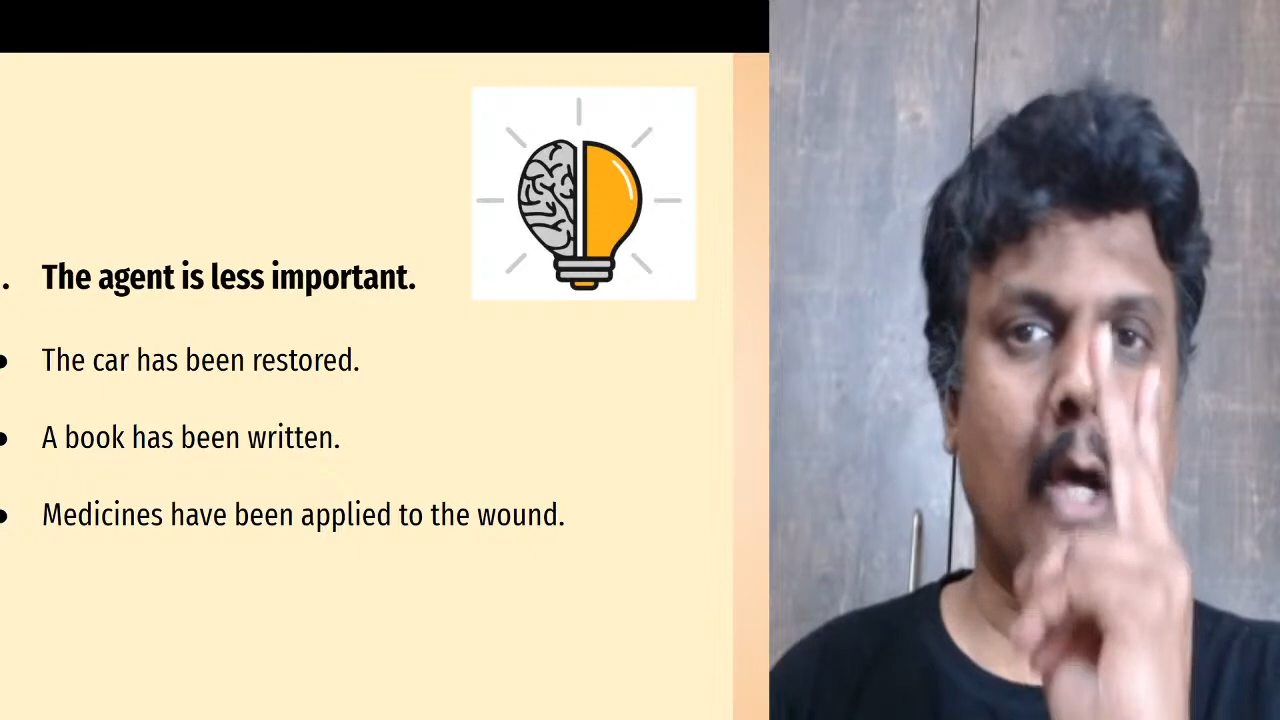 . The agent is less important.
● The car has been restored.
● A book has been written.
● Medicines have been applied to the wound.